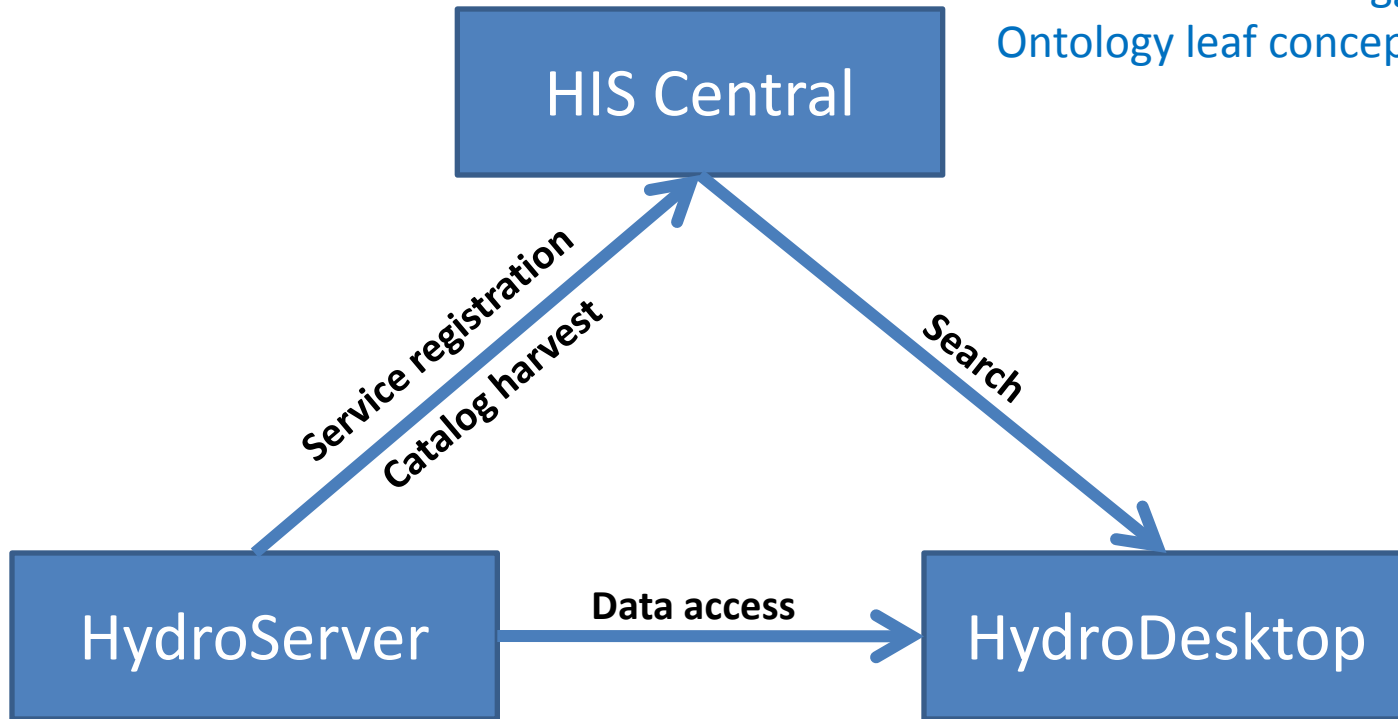 Ontology leaf concep
HIS Central
Service registration
Catalog harvest
Search
Data access
HydroServer
HydroDesktop